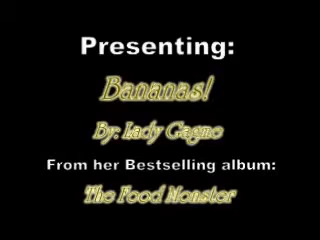 Presenting:
Bananas!
By: Lady Gagme
From her Bestselling album:
The Food Monster